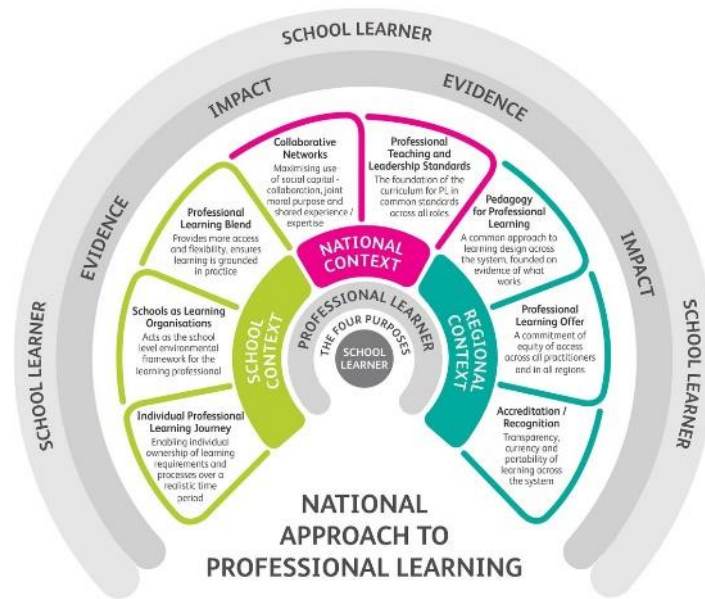 SCHOOL LEARNER
SCHOOL LEARNER
SCHOOL LEARNER
EVIDENCE
IMPACT
EVIDENCE
IMPACT
Individual Professional
Learning Journey
Enabling individual
ownership of learning
requirements and
processes over a
realistic time
period
Schools as Learning
Organisations
Acts as the school
level environmental
framework for the
learning professional
Professional
Learning Blend
Provides more access
and flexibility, ensures
learning is grounded
in practice
Collaborative
Networks
Maximising use
of social capital -
collaboration, joint
moral purpose and
shared experience /
expertise
Professional
Teaching and
Leadership Standards
The foundation of the
curriculum for PL in
common standards
across all roles
Pedagogy
for Professional
Learning
A common approach to
learning design across
the system, founded on
evidence of what
works
Professional
Learning Offer
A commitment of
equity of access
across all practitioners
and in all regions
Accreditation /
Recognition
Transparency,
currency and
portability of
learning across
the system
SCHOOL
CONTEXT
NATIONAL
CONTEXT
REGIONAL
CONTEXT
PROFESSIONAL LEARNER
THE FOUR PURPOSES
SCHOOL
LEARNER
NATIONAL
APPROACH TO
PROFESSIONAL LEARNING